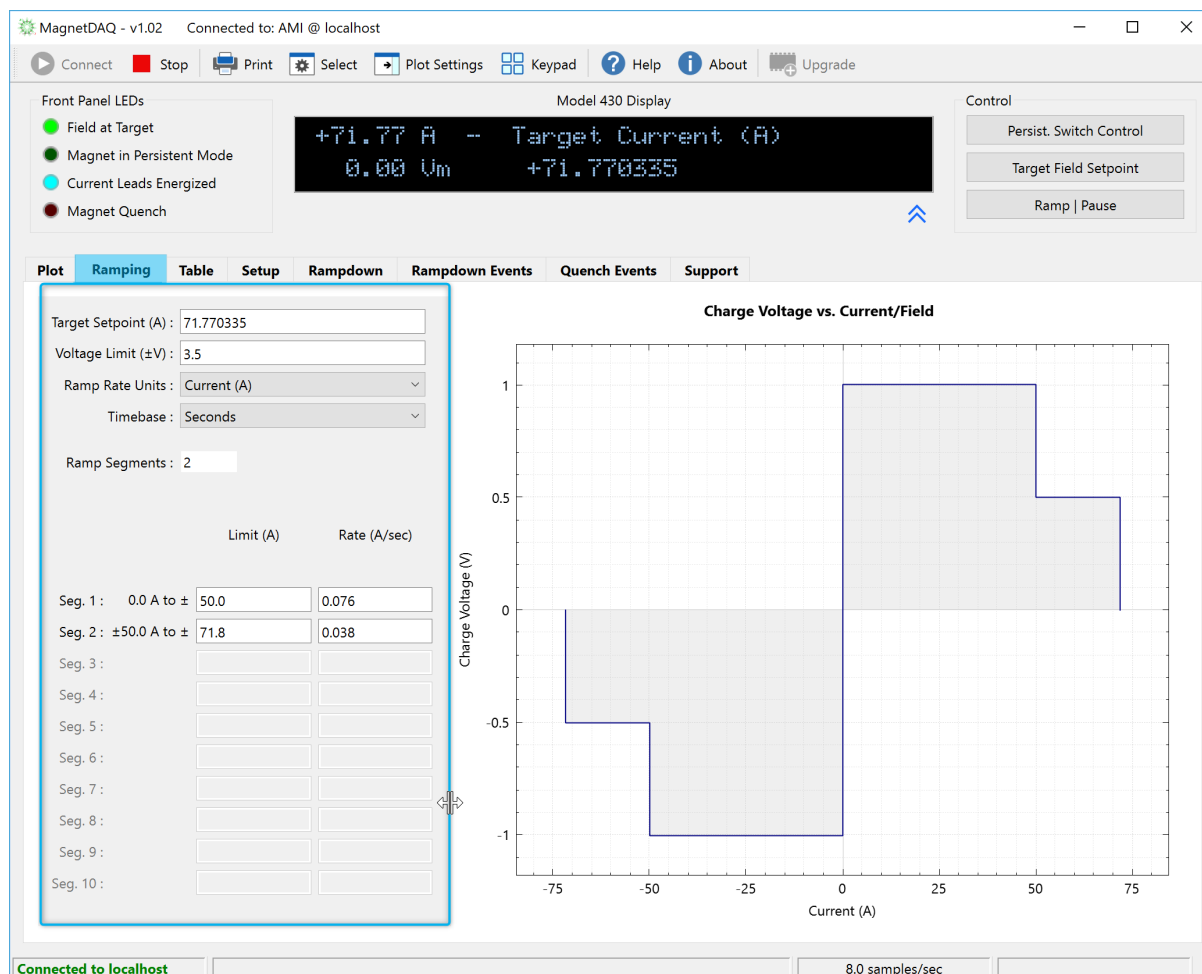 MagnetDAQ - v1.02 Connected to: AMI @ localhost
Connect Stop Print Select Plot Settings Keypad Help About Upgrade
Front Panel LEDs
Field at Target
Magnet in Persistent Mode
Current Leads Energized
Magnet Quench
Model 430 Display
+71.77 A - Target Current (A)
0.00 Vm +71.770335
Control
Persist. Switch Control
Target Field Setpoint
Ramp | Pause
Plot Ramping Table Setup Rampdown Rampdown Events Quench Events Support
Target Setpoint (A) : 71.770335
Voltage Limit (±V) : 3.5
Ramp Rate Units : Current (A)
Timebase : Seconds
Ramp Segments : 2
Limit (A) Rate (A/sec)
Seg. 1 : 0.0 A to ± 50.0 0.076
Seg. 2 : ±50.0 A to ± 71.8 0.038
Seg. 3 :
Seg. 4 :
Seg. 5 :
Seg. 6 :
Seg. 7 :
Seg. 8 :
Seg. 9 :
Seg. 10 :
Charge Voltage vs. Current/Field
Charge Voltage (V)
1
0.5
0
-0.5
-1
-75 -50 -25 0 25 50 75
Current (A)
Connected to localhost 8.0 samples/sec